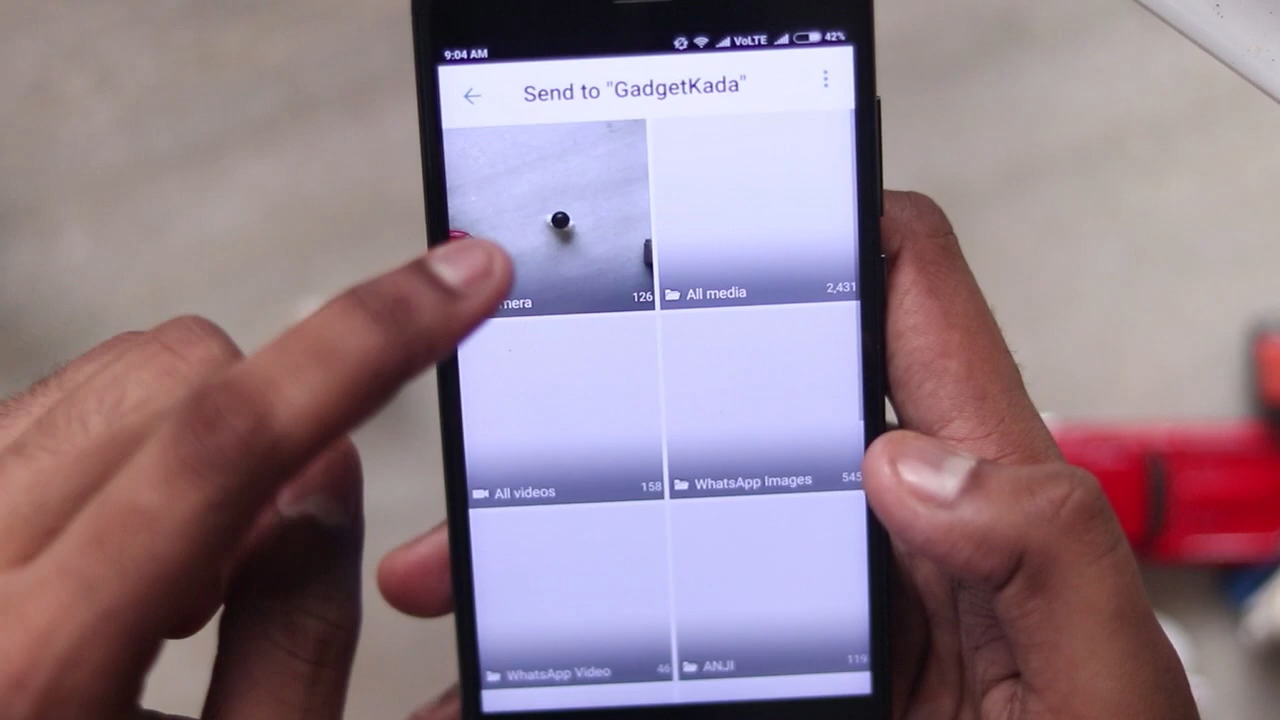 9:04 AM VoLTE 42%
Send to "GadgetKada"
mera 126
All media 2,431
All videos 158
WhatsApp Images 545
WhatsApp Video 46
ANJI 119